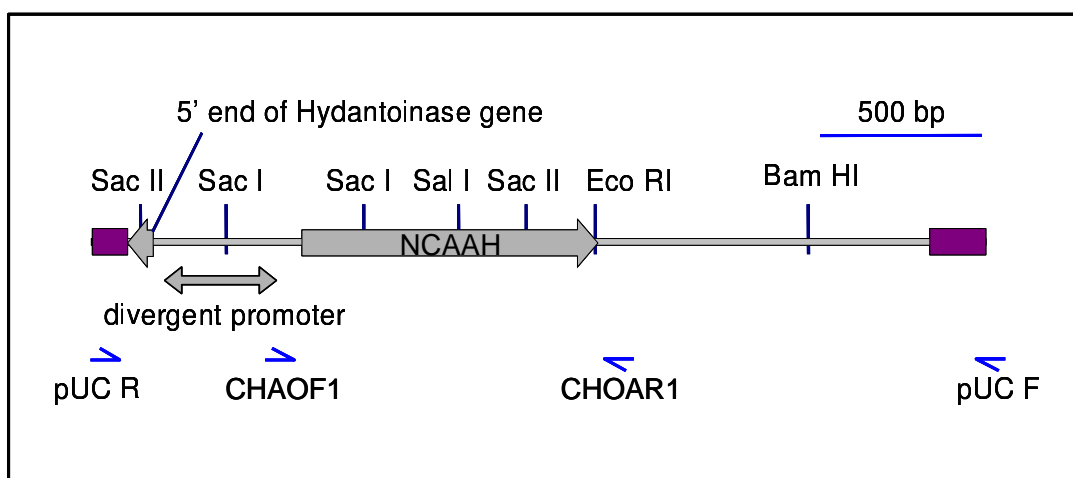 5’ end of Hydantoinase gene
500 bp
Sac II
Sac I
Sac I
Sal I
Sac II
Eco RI
Bam HI
NCAAH
divergent promoter
pUC R
CHAOF1
CHOAR1
pUC F